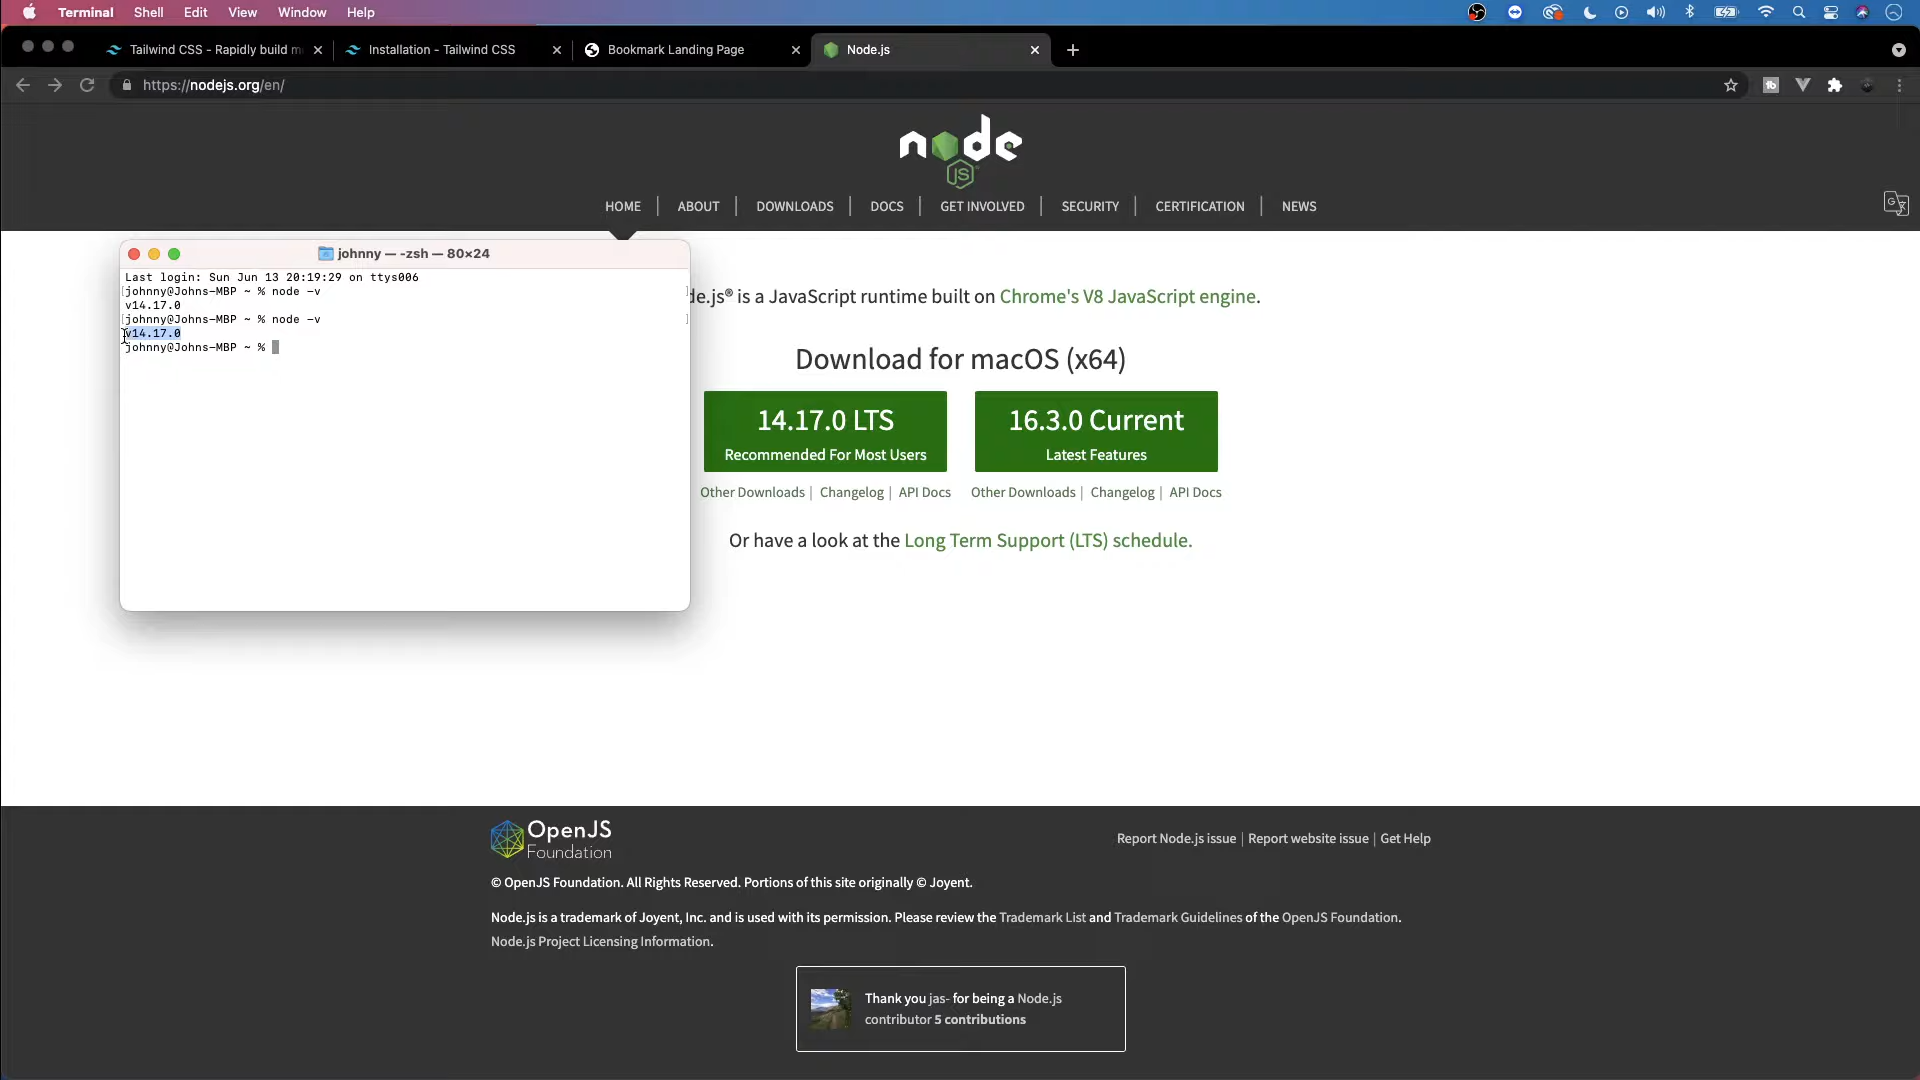 Terminal Shell Edit View Window Help
Tailwind CSS - Rapidly build m
Installation - Tailwind CSS
Bookmark Landing Page
Node.js
https://nodejs.org/en/
node
JS
HOME | ABOUT | DOWNLOADS | DOCS | GET INVOLVED | SECURITY | CERTIFICATION | NEWS
johnny — -zsh — 80×24
Last login: Sun Jun 13 20:19:29 on ttys006
[johnny@Johns-MBP ~ % node -v ]
v14.17.0
[johnny@Johns-MBP ~ % node -v ]
v14.17.0
johnny@Johns-MBP ~ %
de.js® is a JavaScript runtime built on Chrome's V8 JavaScript engine.
Download for macOS (x64)
14.17.0 LTS
Recommended For Most Users
16.3.0 Current
Latest Features
Other Downloads | Changelog | API Docs
Other Downloads | Changelog | API Docs
Or have a look at the Long Term Support (LTS) schedule.
OpenJS
Foundation
Report Node.js issue | Report website issue | Get Help
© OpenJS Foundation. All Rights Reserved. Portions of this site originally © Joyent.
Node.js is a trademark of Joyent, Inc. and is used with its permission. Please review the Trademark List and Trademark Guidelines of the OpenJS Foundation.
Node.js Project Licensing Information.
Thank you jas- for being a Node.js
contributor 5 contributions